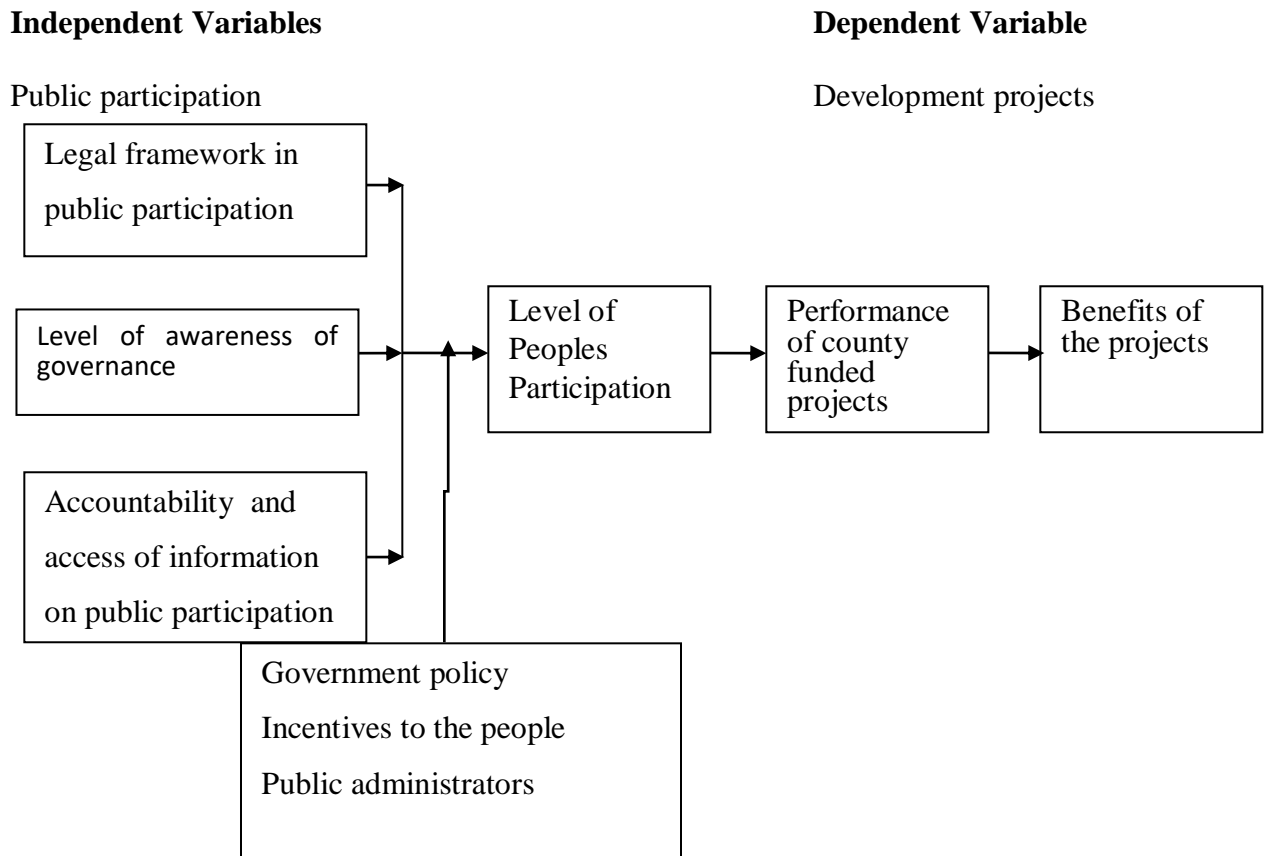 Independent Variables
Dependent Variable
Public participation
Development projects
Legal framework in
public participation
Level of awareness of
governance
Accountability and
access of information
on public participation
Level of
Peoples
Participation
Performance
of county
funded
projects
Benefits of
the projects
Government policy
Incentives to the people
Public administrators